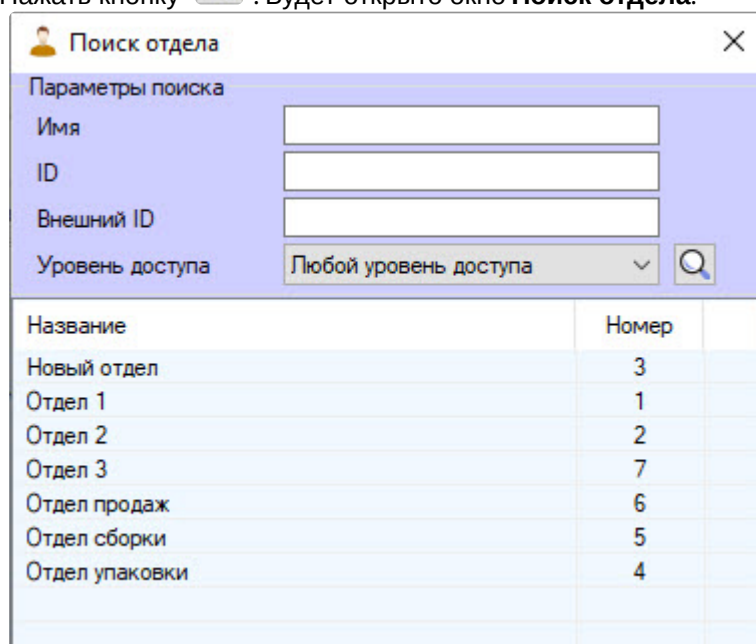 Нажать кнопку . Будет открыто окно Поиск отдела.
Поиск отдела
Параметры поиска
Имя
ID
Внешний ID
Уровень доступа Любой уровень доступа
Название Номер
Новый отдел 3
Отдел 1 1
Отдел 2 2
Отдел 3 7
Отдел продаж 6
Отдел сборки 5
Отдел упаковки 4